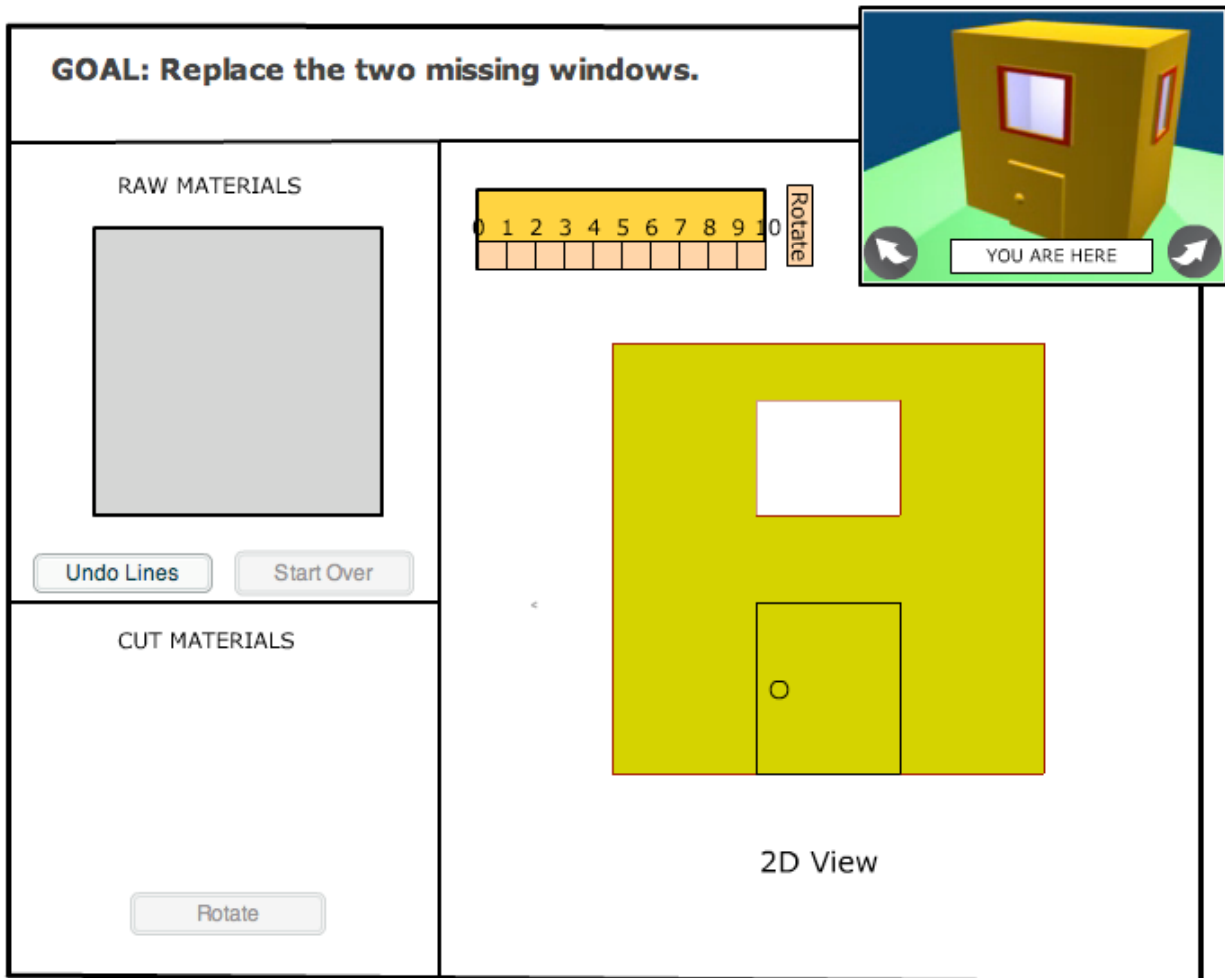 GOAL: Replace the two missing windows.
RAW MATERIALS
0 1 2 3 4 5 6 7 8 9 10
Rotate
YOU ARE HERE
Undo Lines
Start Over
<
CUT MATERIALS
2D View
Rotate